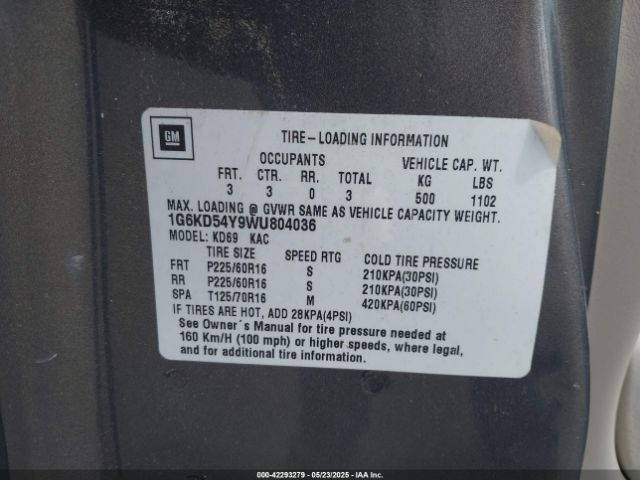 GM
TIRE-LOADING INFORMATION
OCCUPANTS VEHICLE CAP. WT.
FRT. CTR. RR. TOTAL KG LBS
3 3 0 3 500 1102
MAX. LOADING @ GVWR SAME AS VEHICLE CAPACITY WEIGHT.
1G6KD54Y9WU804036
MODEL: KD69 KAC
TIRE SIZE SPEED RTG COLD TIRE PRESSURE
FRT P225/60R16 S 210KPA(30PSI)
RR P225/60R16 S 210KPA(30PSI)
SPA T125/70R16 M 420KPA(60PSI)
IF TIRES ARE HOT, ADD 28KPA(4PSI)
See Owner's Manual for tire pressure needed at
160 Km/H (100 mph) or higher speeds, where legal,
and for additional tire information.
000-42293279 - 05/23/2025 - IAAI.COM